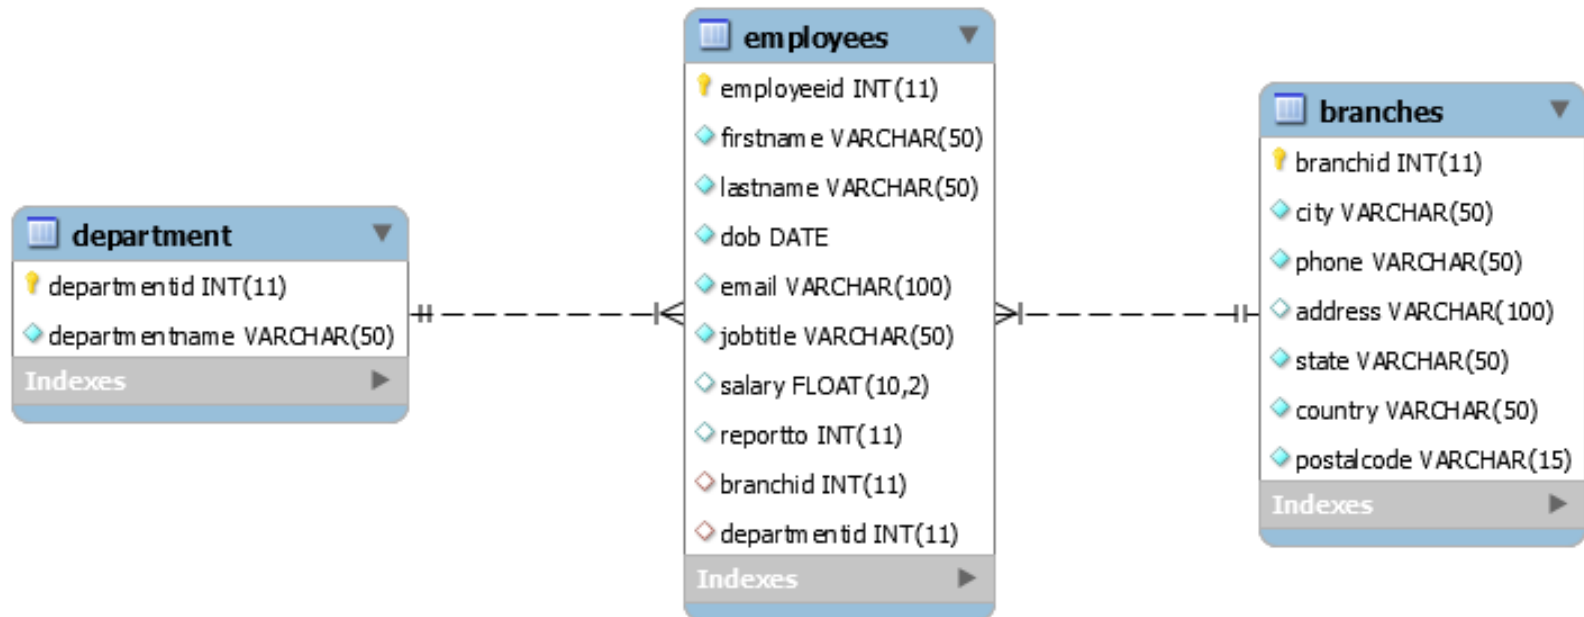 department
departmentid INT(11)
departmentname VARCHAR(50)
Indexes
employees
employeeid INT(11)
firstname VARCHAR(50)
lastname VARCHAR(50)
dob DATE
email VARCHAR(100)
jobtitle VARCHAR(50)
salary FLOAT(10,2)
reportto INT(11)
branchid INT(11)
departmentid INT(11)
Indexes
branches
branchid INT(11)
city VARCHAR(50)
phone VARCHAR(50)
address VARCHAR(100)
state VARCHAR(50)
country VARCHAR(50)
postalcode VARCHAR(15)
Indexes